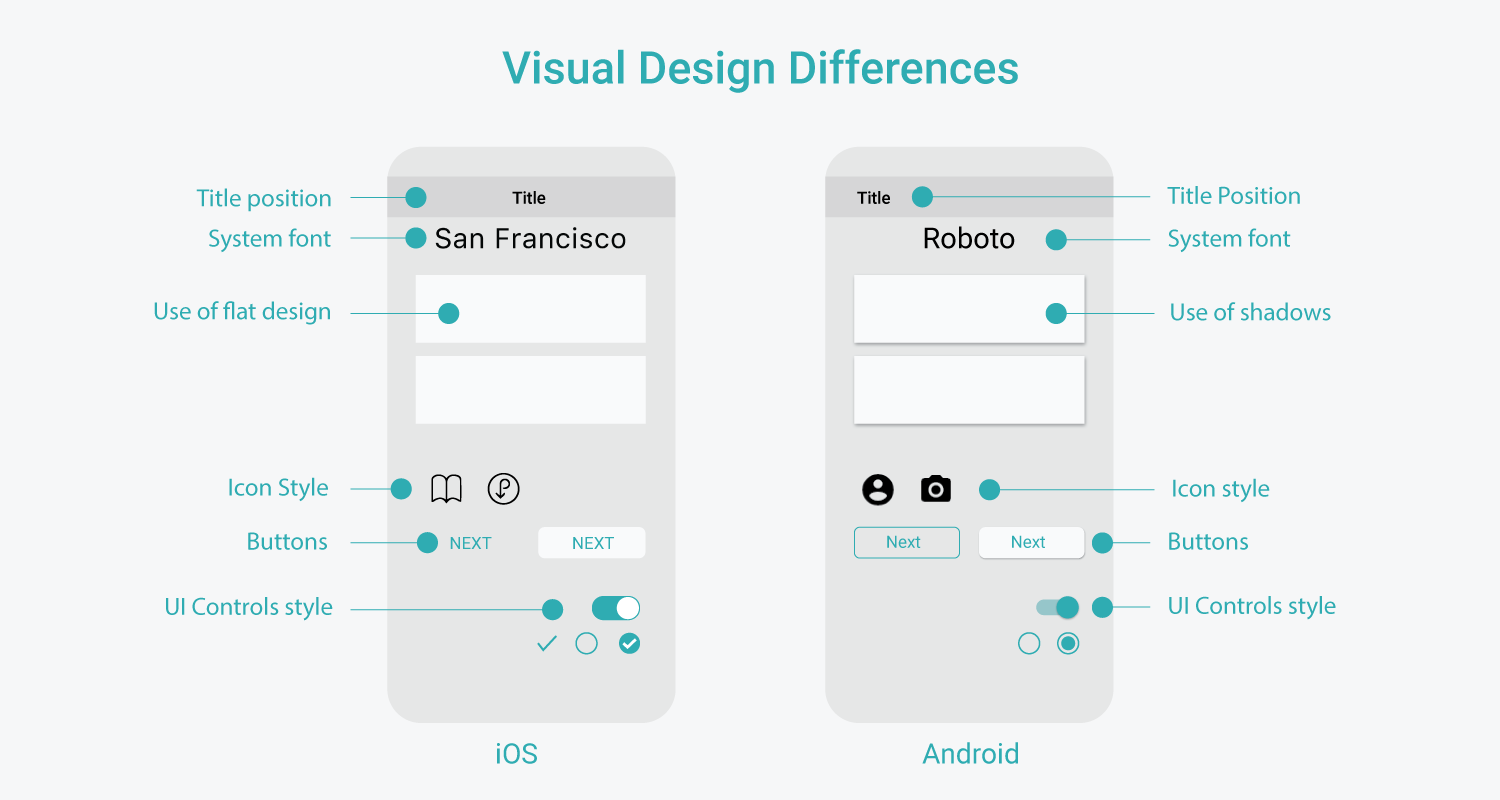 Visual Design Differences
Title position
Title
Title
Title Position
System font
San Francisco
Roboto
System font
Use of flat design
Use of shadows
Icon Style
Icon style
Buttons
NEXT
NEXT
Next
Next
Buttons
UI Controls style
UI Controls style
iOS
Android